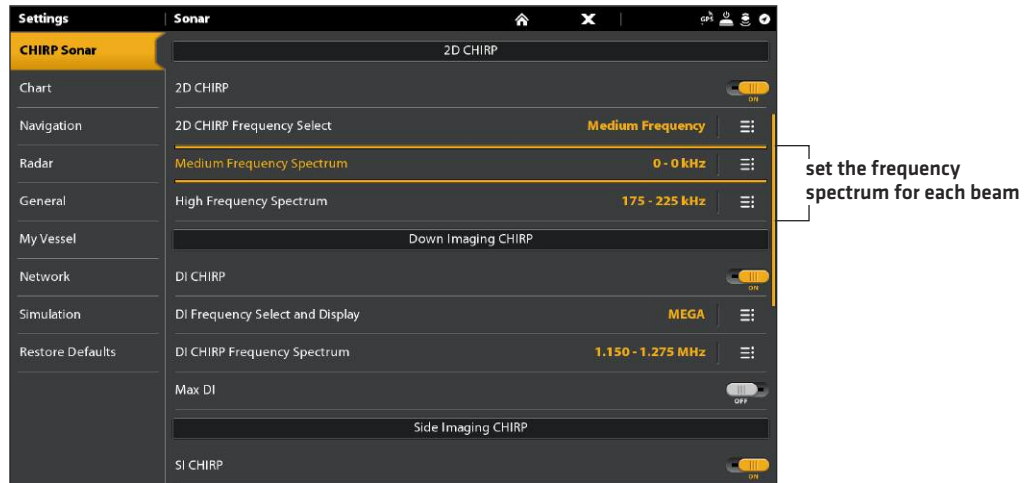 Settings
Sonar
GPS
CHIRP Sonar
2D CHIRP
Chart
2D CHIRP
ON
Navigation
2D CHIRP Frequency Select
Medium Frequency
Radar
Medium Frequency Spectrum
0 - 0 kHz
set the frequency
spectrum for each beam
General
High Frequency Spectrum
175 - 225 kHz
My Vessel
Down Imaging CHIRP
Network
DI CHIRP
ON
Simulation
DI Frequency Select and Display
MEGA
Restore Defaults
DI CHIRP Frequency Spectrum
1.150 - 1.275 MHz
Max DI
OFF
Side Imaging CHIRP
SI CHIRP
ON